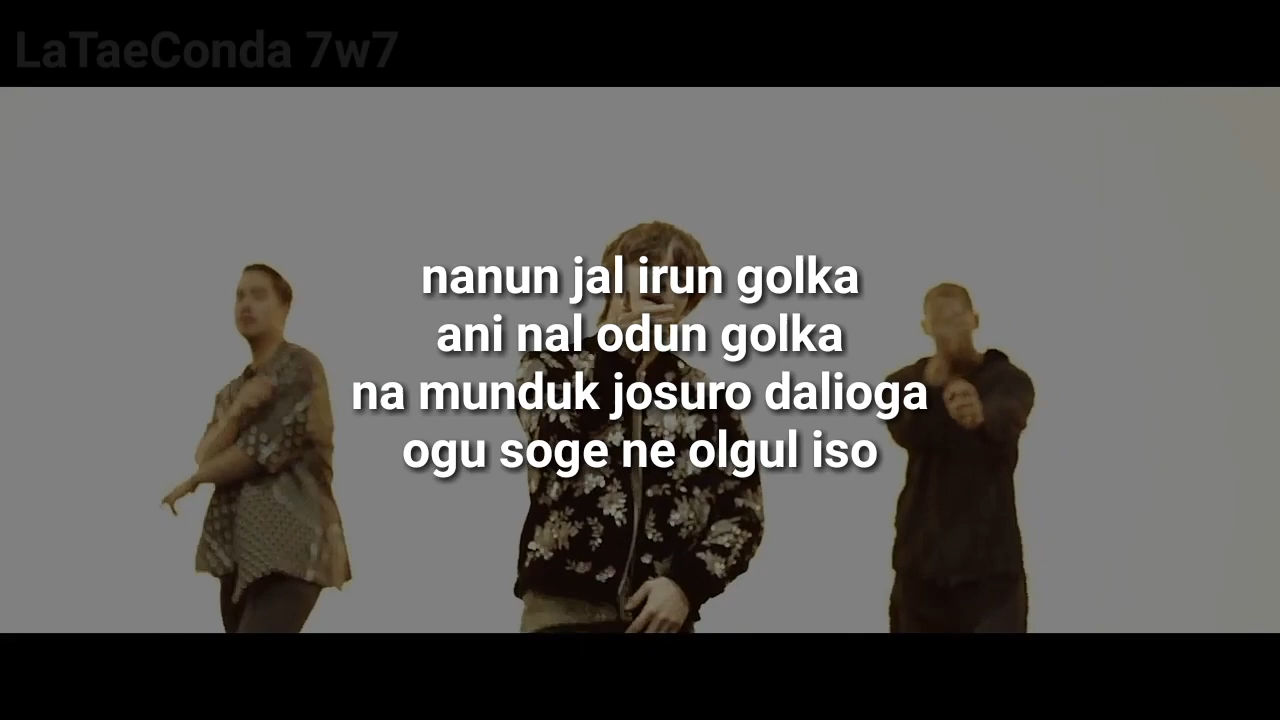 LaTaeConda 7w7
nanun jal irun golka
ani nal odun golka
na munduk josuro dalioga
ogu soge ne olgul iso